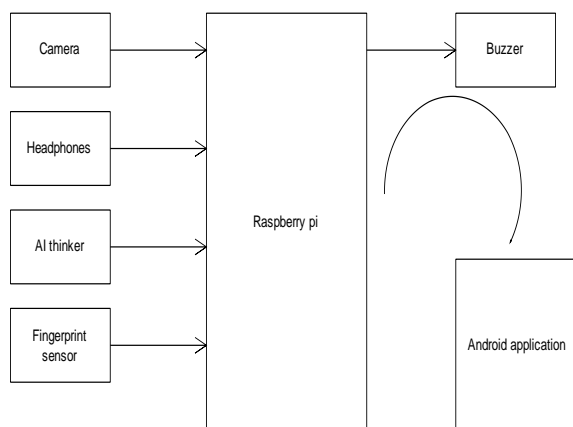 Camera
Buzzer
Headphones
Raspberry pi
AI thinker
Fingerprint
sensor
Android application